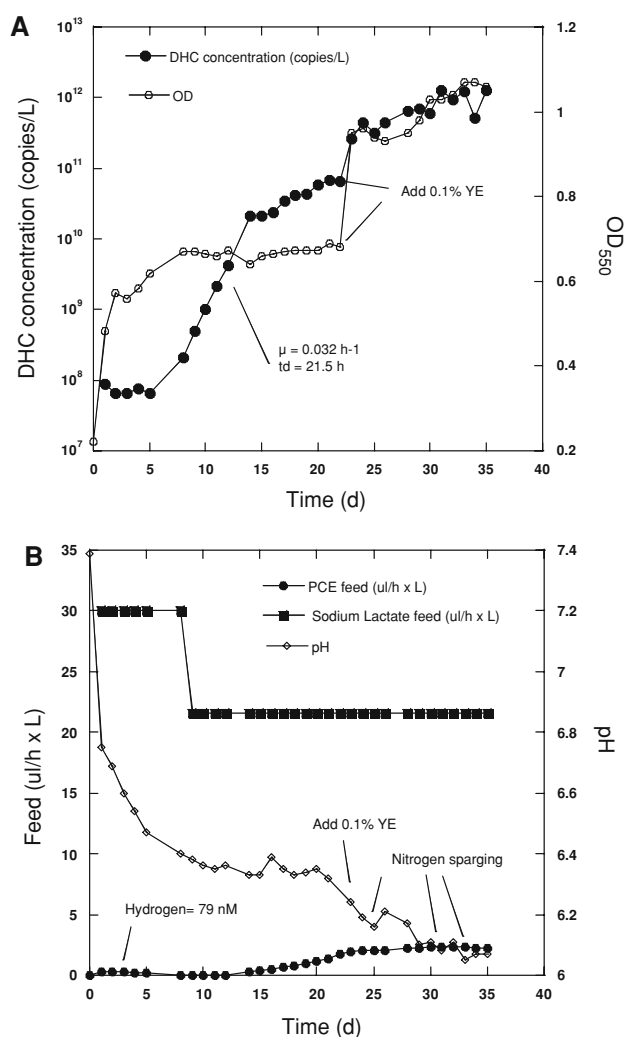 A
DHC concentration (copies/L)
OD
10^13
10^12
10^11
10^10
10^9
10^8
10^7
DHC concentration (copies/L)
1.2
1
0.8
0.6
0.4
0.2
OD550
Add 0.1% YE
µ = 0.032 h-1
td = 21.5 h
0 5 10 15 20 25 30 35 40
Time (d)
B
PCE feed (ul/h x L)
Sodium Lactate feed (ul/h x L)
pH
35
30
25
20
15
10
5
0
Feed (ul/h x L)
7.4
7.2
7
6.8
6.6
6.4
6.2
6
pH
Add 0.1% YE
Nitrogen sparging
Hydrogen= 79 nM
0 5 10 15 20 25 30 35 40
Time (d)